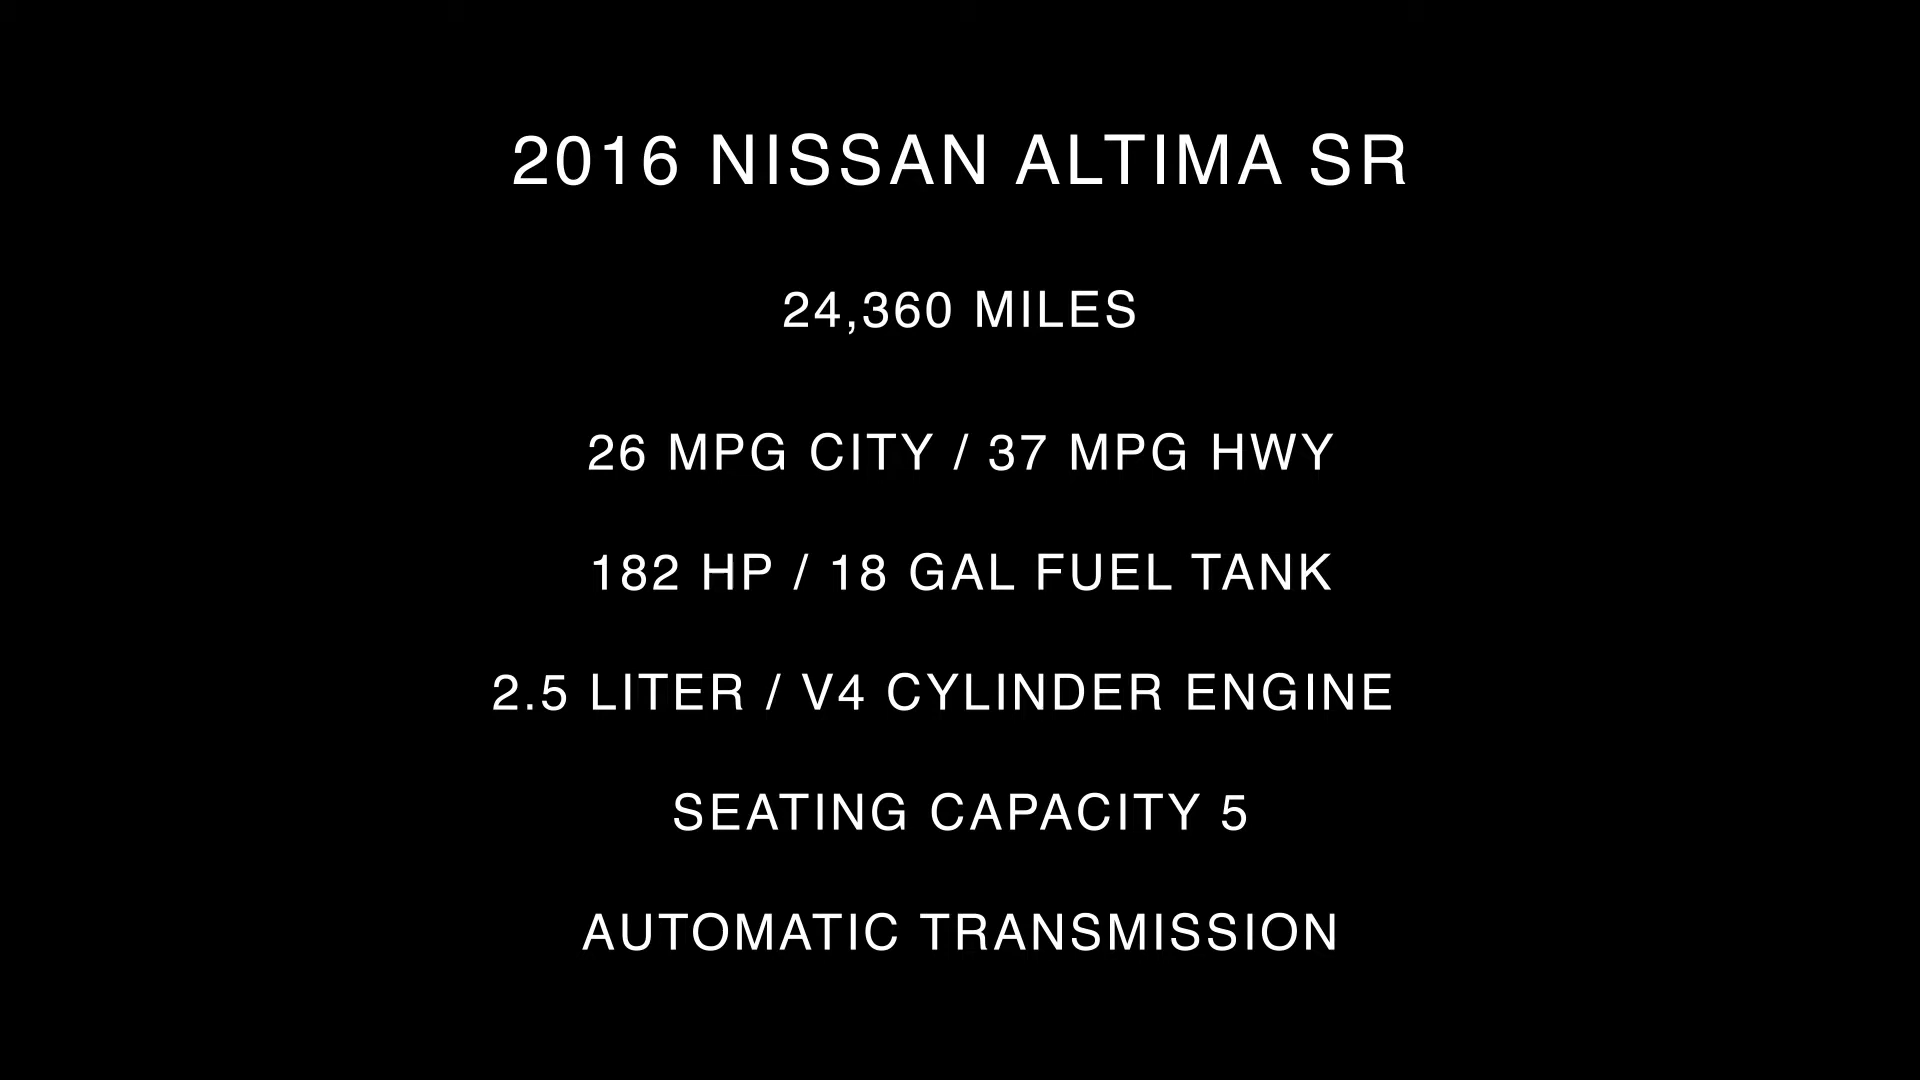 2016 NISSAN ALTIMA SR
24,360 MILES
26 MPG CITY / 37 MPG HWY
182 HP / 18 GAL FUEL TANK
2.5 LITER / V4 CYLINDER ENGINE
SEATING CAPACITY 5
AUTOMATIC TRANSMISSION